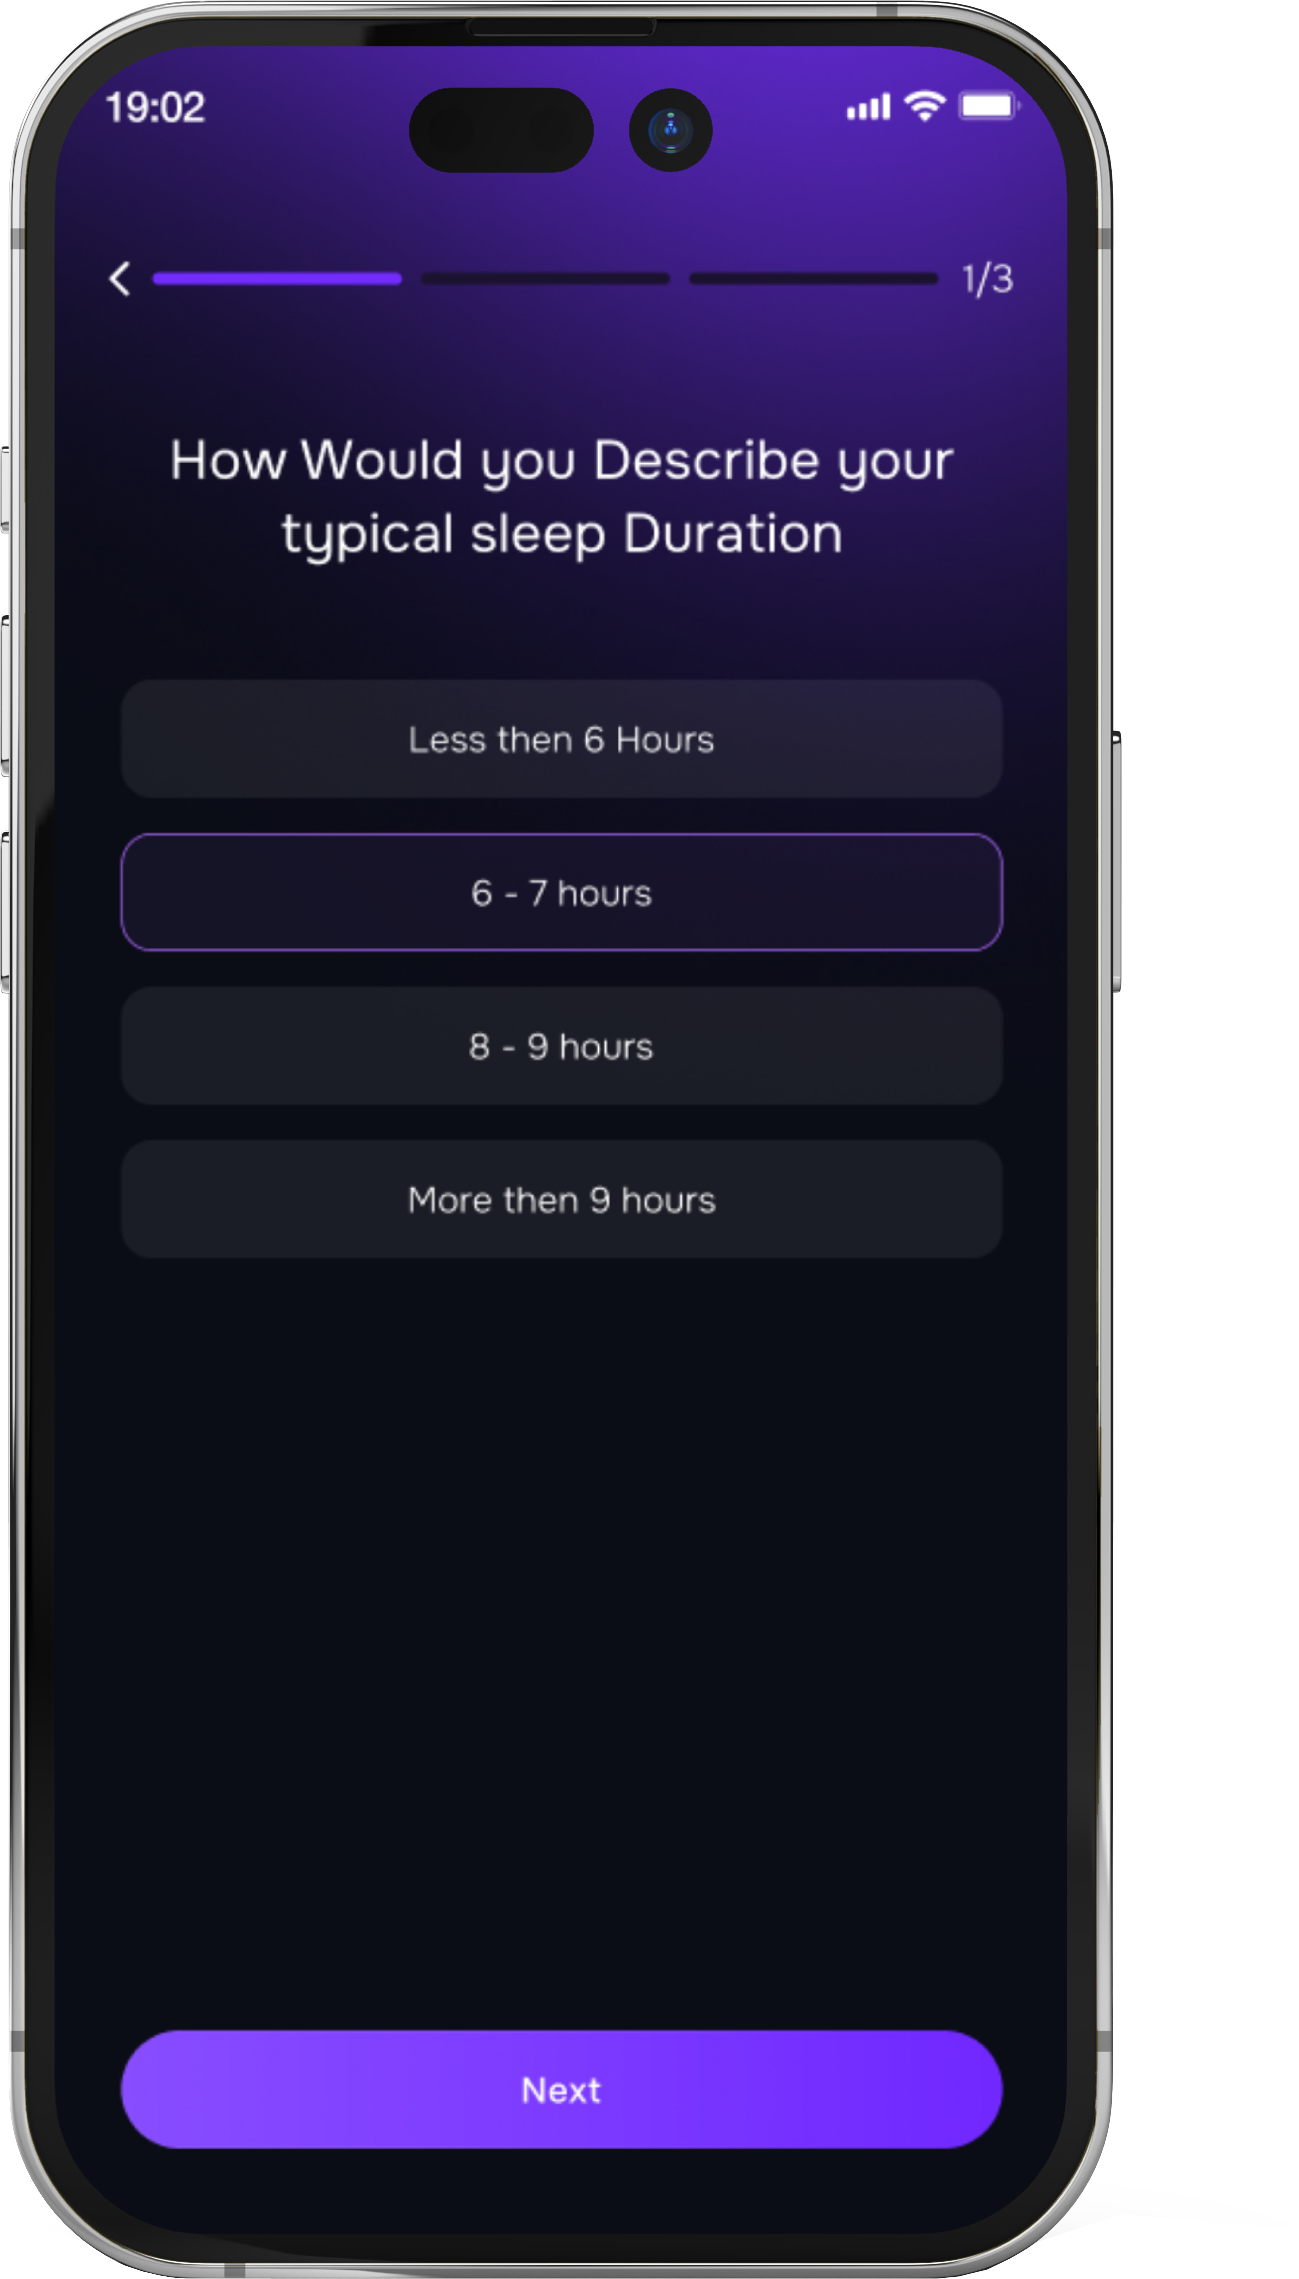 19:02
1/3
How Would you Describe your
typical sleep Duration
Less then 6 Hours
6 - 7 hours
8 - 9 hours
More then 9 hours
Next